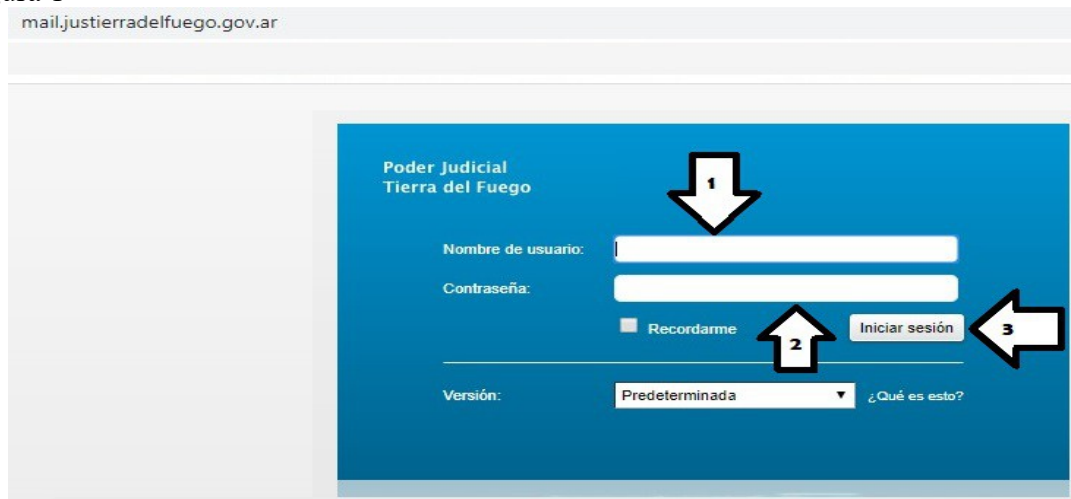 mail.justierradelfuego.gov.ar
Poder Judicial
Tierra del Fuego
1
Nombre de usuario:
Contraseña:
Recordarme
2
Iniciar sesión
3
Versión:
Predeterminada
¿Qué es esto?